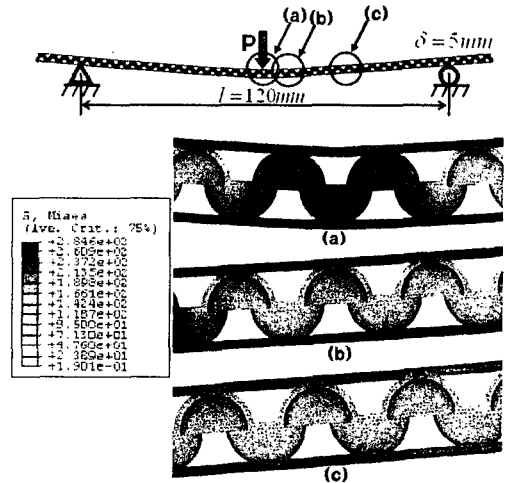 (a)
(b)
(c)
P
δ = 5mm
l = 120mm
S, Mises
(Ave. Crit.: 75%)
+2.846e+02
+2.609e+02
+2.372e+02
+2.135e+02
+1.898e+02
+1.661e+02
+1.424e+02
+1.187e+02
+9.500e+01
+7.130e+01
+4.760e+01
+2.389e+01
+1.901e-01
(a)
(b)
(c)